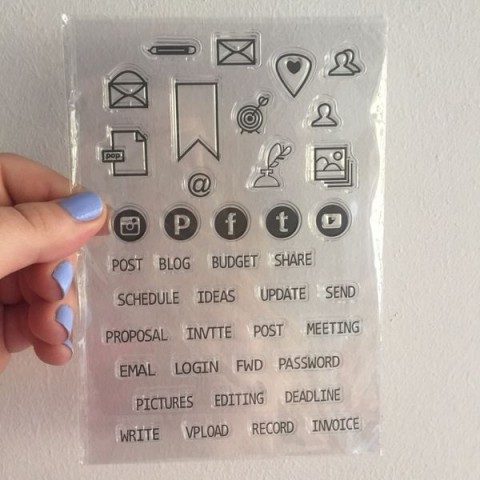 PDP
@
P f t
POST BLOG BUDGET SHARE
SCHEDULE IDEAS UPDATE SEND
PROPOSAL INVTTE POST MEETING
EMAL LOGIN FWD PASSWORD
PICTURES EDITING DEADLINE
WRITE VPLOAD RECORD INVOICE